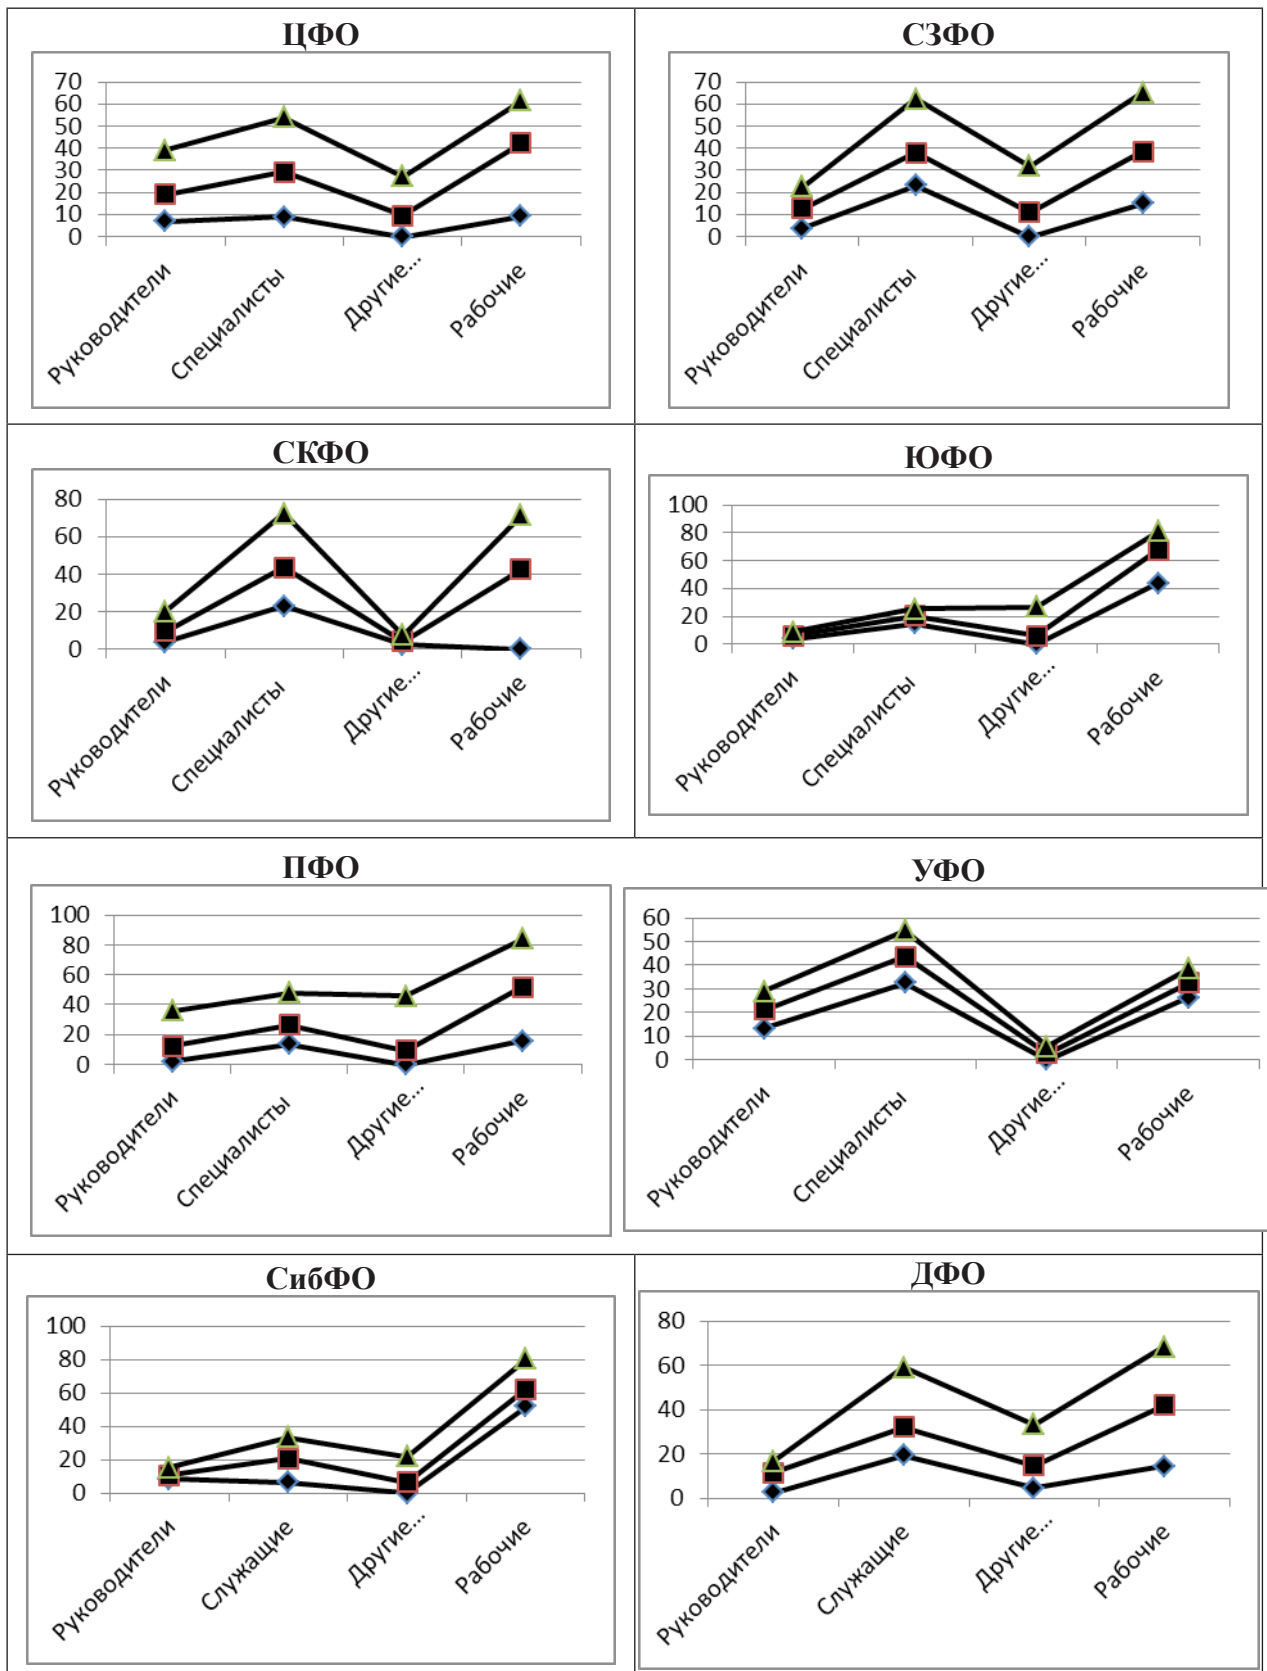 ЦФО
70
60
50
40
30
20
10
0
Руководители
Специалисты
Другие...
Рабочие
СЗФО
70
60
50
40
30
20
10
0
Руководители
Специалисты
Другие...
Рабочие
СКФО
80
60
40
20
0
Руководители
Специалисты
Другие...
Рабочие
ЮФО
100
80
60
40
20
0
Руководители
Специалисты
Другие...
Рабочие
ПФО
100
80
60
40
20
0
Руководители
Специалисты
Другие...
Рабочие
УФО
60
50
40
30
20
10
0
Руководители
Специалисты
Другие...
Рабочие
СибФО
100
80
60
40
20
0
Руководители
Служащие
Другие...
Рабочие
ДФО
80
60
40
20
0
Руководители
Служащие
Другие...
Рабочие